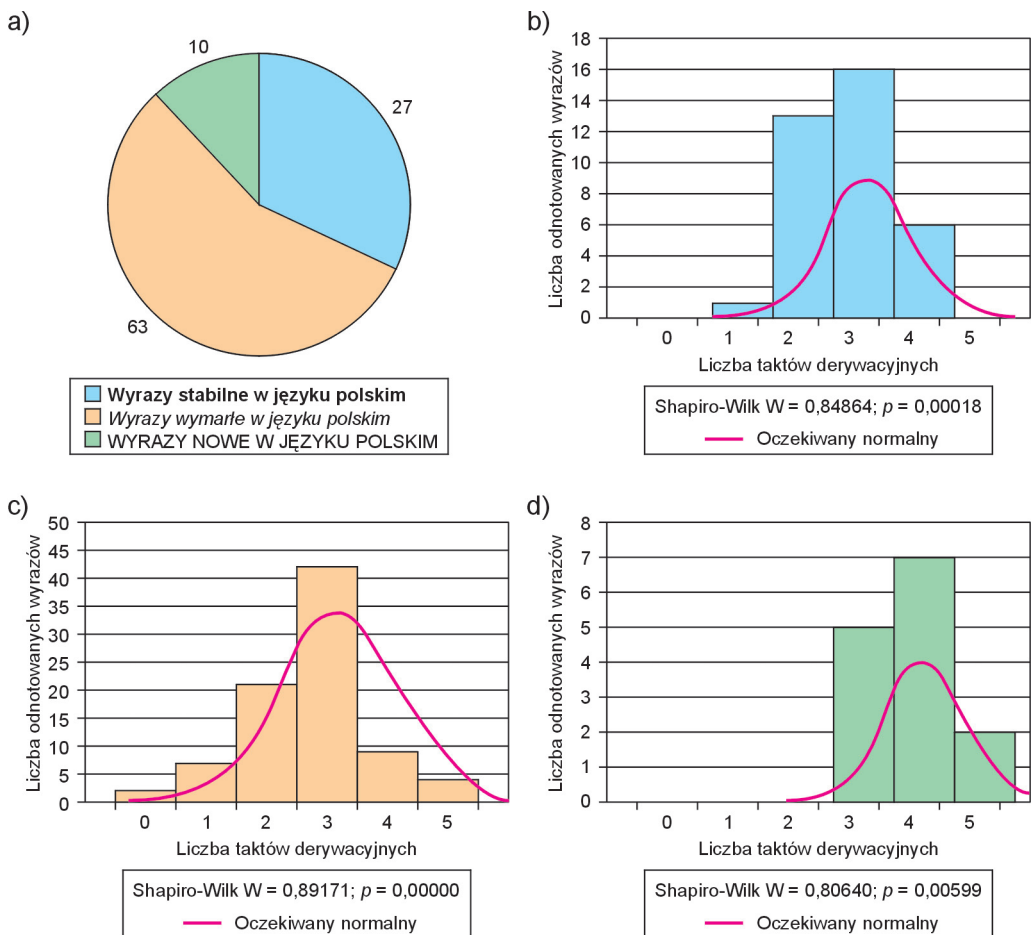 a)
10
27
63
Wyrazy stabilne w języku polskim
Wyrazy wymarłe w języku polskim
WYRAZY NOWE W JĘZYKU POLSKIM
b)
Liczba odnotowanych wyrazów
18
16
14
12
10
8
6
4
2
0
0 1 2 3 4 5
Liczba taktów derywacyjnych
Shapiro-Wilk W = 0,84864; p = 0,00018
Oczekiwany normalny
c)
Liczba odnotowanych wyrazów
50
45
40
35
30
25
20
15
10
5
0
0 1 2 3 4 5
Liczba taktów derywacyjnych
Shapiro-Wilk W = 0,89171; p = 0,00000
Oczekiwany normalny
d)
Liczba odnotowanych wyrazów
8
7
6
5
4
3
2
1
0
0 1 2 3 4 5
Liczba taktów derywacyjnych
Shapiro-Wilk W = 0,80640; p = 0,00599
Oczekiwany normalny